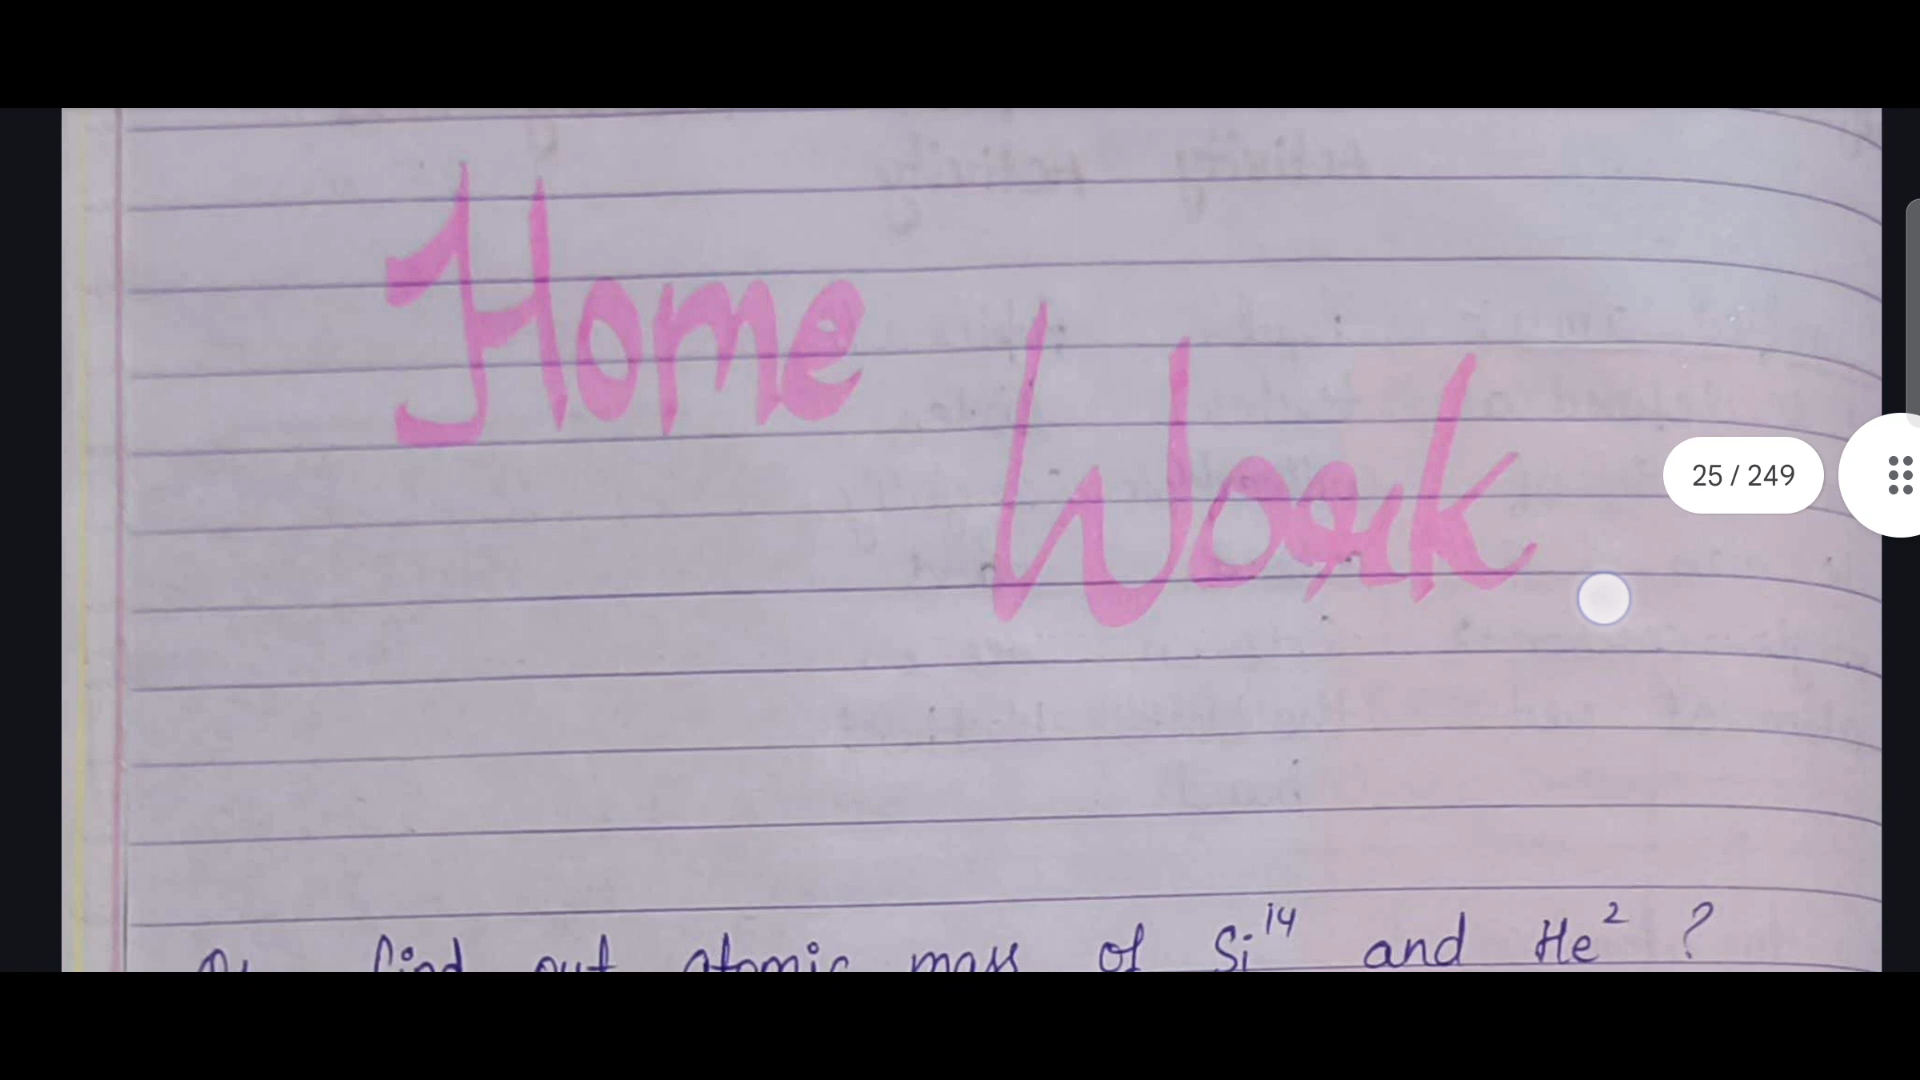 Home
Work
25 / 249
find out atomic mass of Si¹⁴ and He² ?